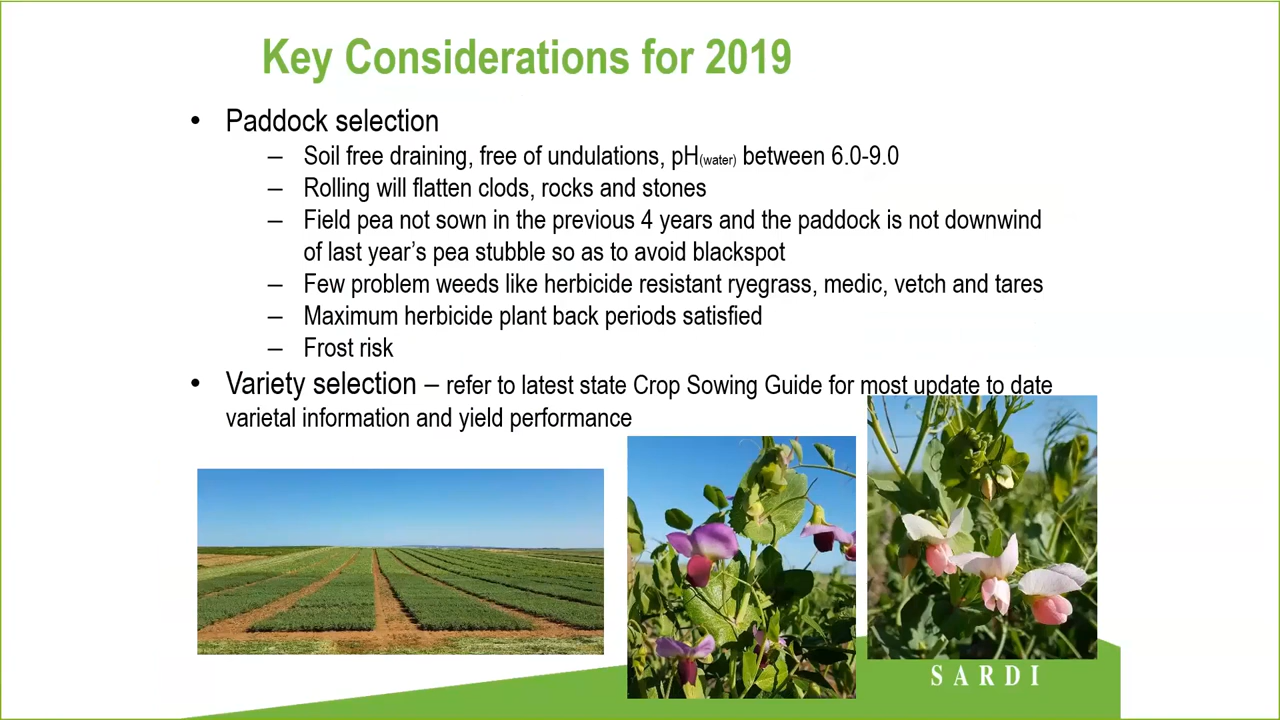 Key Considerations for 2019
• Paddock selection
– Soil free draining, free of undulations, pH(water) between 6.0-9.0
– Rolling will flatten clods, rocks and stones
– Field pea not sown in the previous 4 years and the paddock is not downwind
of last year's pea stubble so as to avoid blackspot
– Few problem weeds like herbicide resistant ryegrass, medic, vetch and tares
– Maximum herbicide plant back periods satisfied
– Frost risk
• Variety selection – refer to latest state Crop Sowing Guide for most update to date
varietal information and yield performance
SARDI